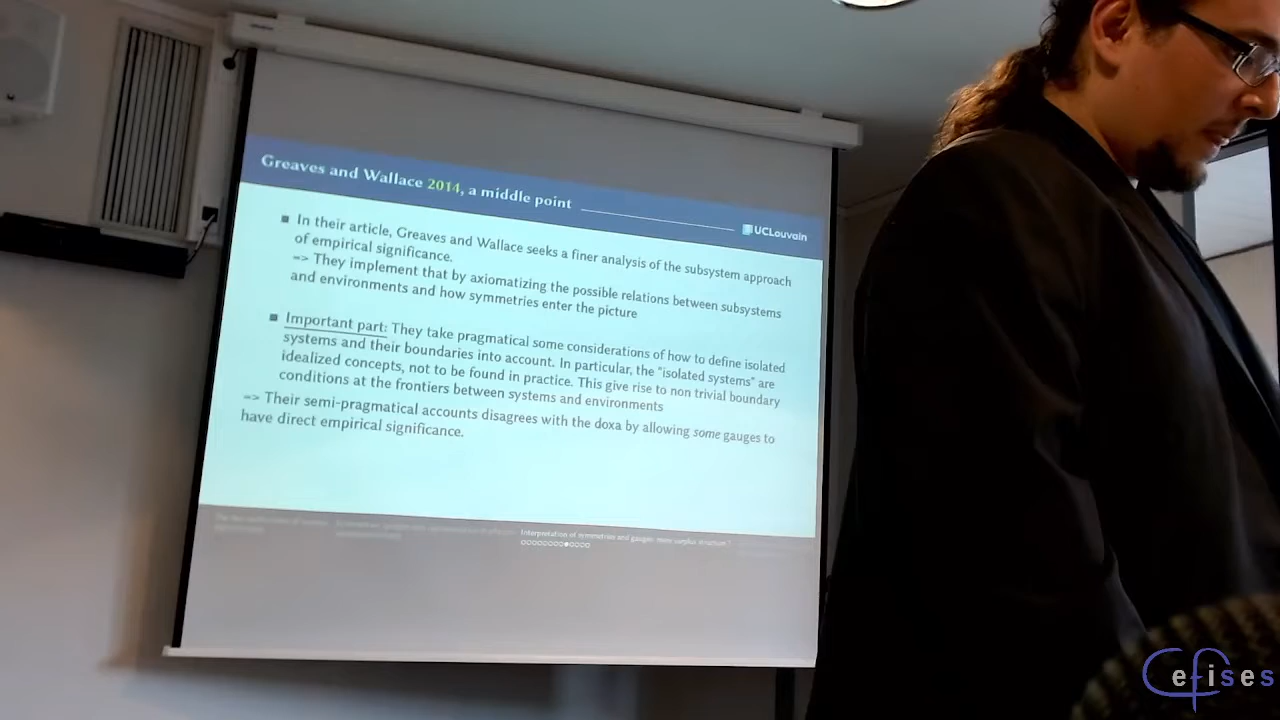 Greaves and Wallace 2014, a middle point
UCLouvain
■ In their article, Greaves and Wallace seeks a finer analysis of the subsystem approach
of empirical significance.
=> They implement that by axiomatizing the possible relations between subsystems
and environments and how symmetries enter the picture
■ Important part: They take pragmatical some considerations of how to define isolated
systems and their boundaries into account. In particular, the "isolated systems" are
idealized concepts, not to be found in practice. This give rise to non trivial boundary
conditions at the frontiers between systems and environments
=> Their semi-pragmatical accounts disagrees with the doxa by allowing some gauges to
have direct empirical significance.
Interpretation of symmetries and gauges: mere surplus structure?
Cefises